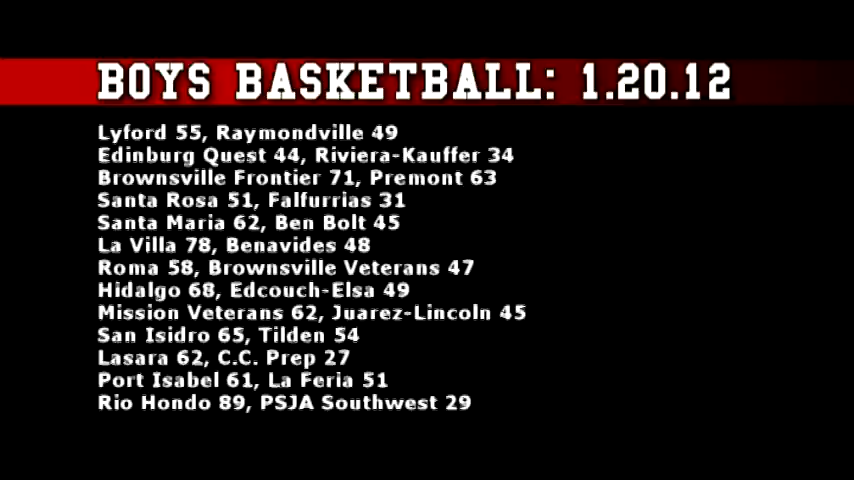 BOYS BASKETBALL: 1.20.12
Lyford 55, Raymondville 49
Edinburg Quest 44, Riviera-Kauffer 34
Brownsville Frontier 71, Premont 63
Santa Rosa 51, Falfurrias 31
Santa Maria 62, Ben Bolt 45
La Villa 78, Benavides 48
Roma 58, Brownsville Veterans 47
Hidalgo 68, Edcouch-Elsa 49
Mission Veterans 62, Juarez-Lincoln 45
San Isidro 65, Tilden 54
Lasara 62, C.C. Prep 27
Port Isabel 61, La Feria 51
Rio Hondo 89, PSJA Southwest 29